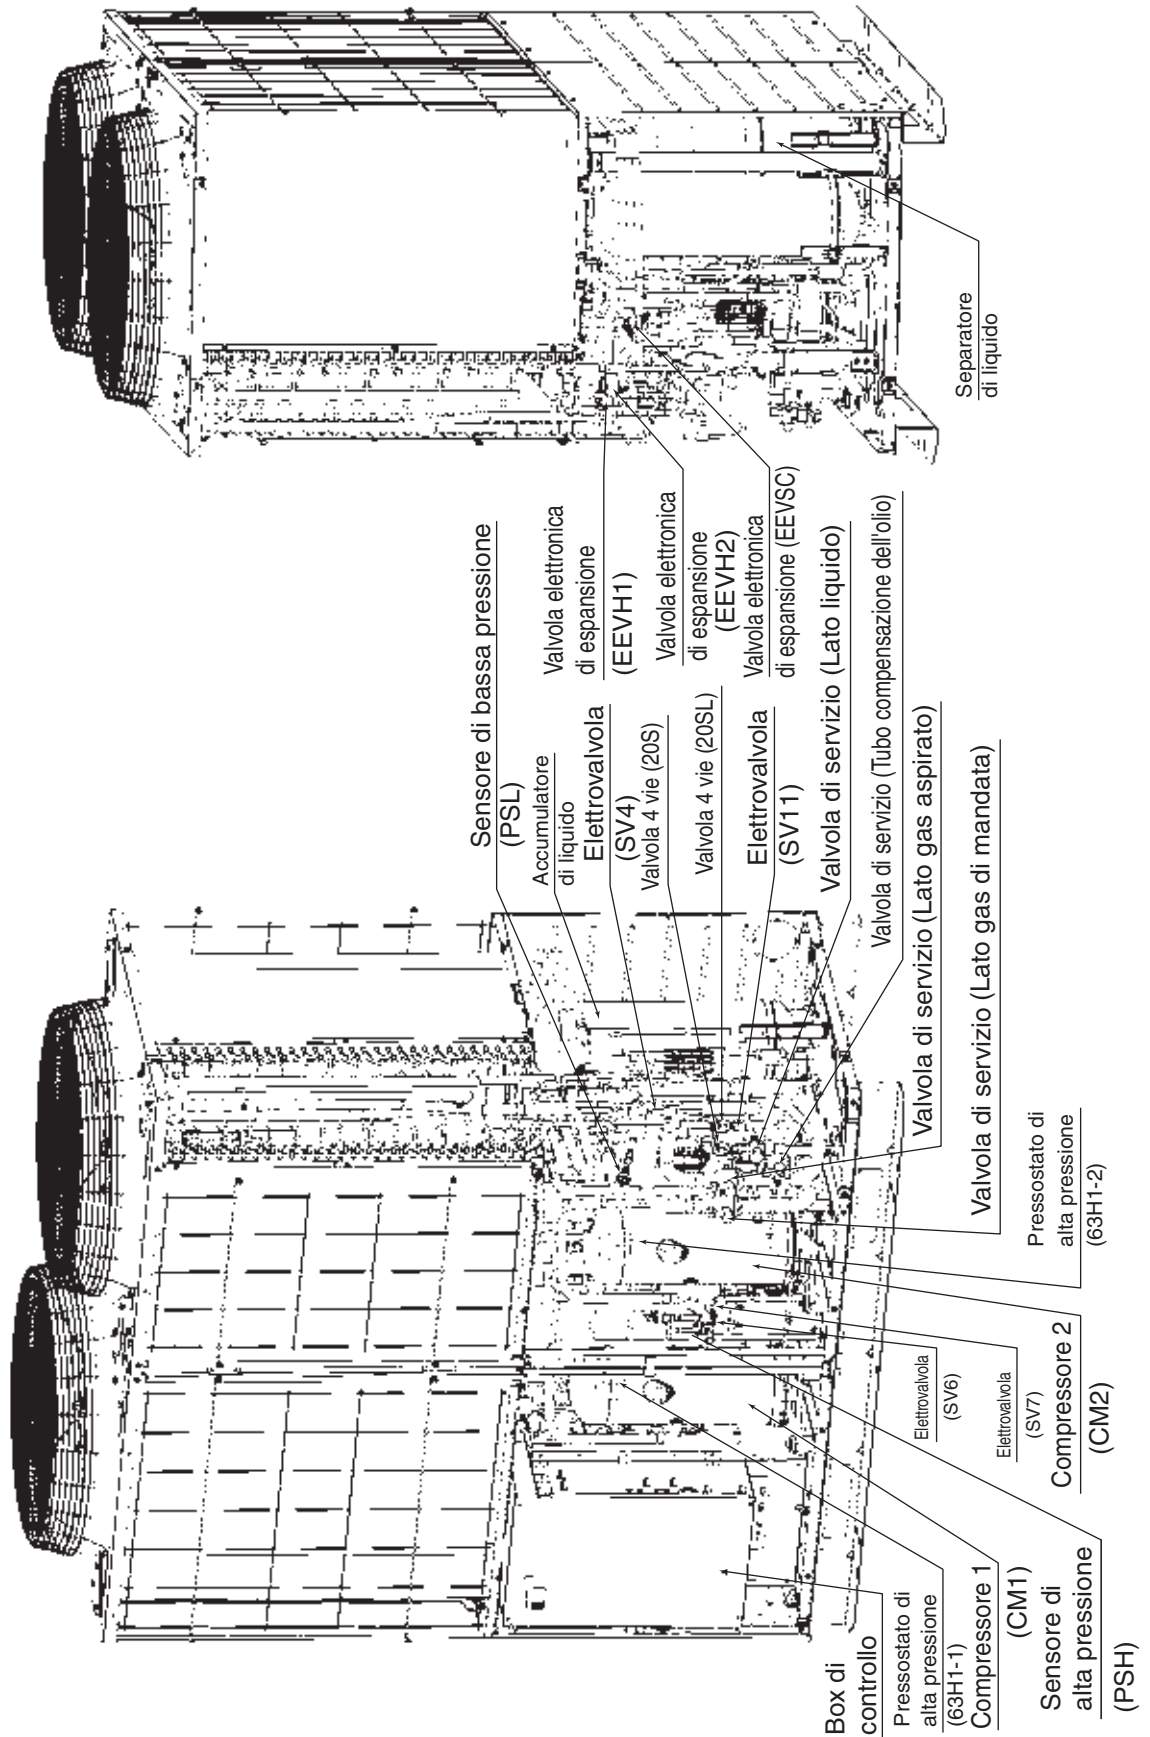 Separatore
di liquido
Sensore di bassa pressione
(PSL)
Valvola elettronica
di espansione
(EEVH1)
Valvola elettronica
di espansione
(EEVH2)
Valvola elettronica
di espansione (EEVSC)
Accumulatore
di liquido
Elettrovalvola
(SV4)
Valvola 4 vie (20S)
Valvola 4 vie (20SL)
Elettrovalvola
(SV11)
Valvola di servizio (Lato liquido)
Valvola di servizio (Tubo compensazione dell'olio)
Valvola di servizio (Lato gas aspirato)
Valvola di servizio (Lato gas di mandata)
Pressostato di
alta pressione
(63H1-2)
Elettrovalvola
(SV6)
Elettrovalvola
(SV7)
Compressore 2
(CM2)
Box di
controllo
Pressostato di
alta pressione
(63H1-1)
Compressore 1
(CM1)
Sensore di
alta pressione
(PSH)